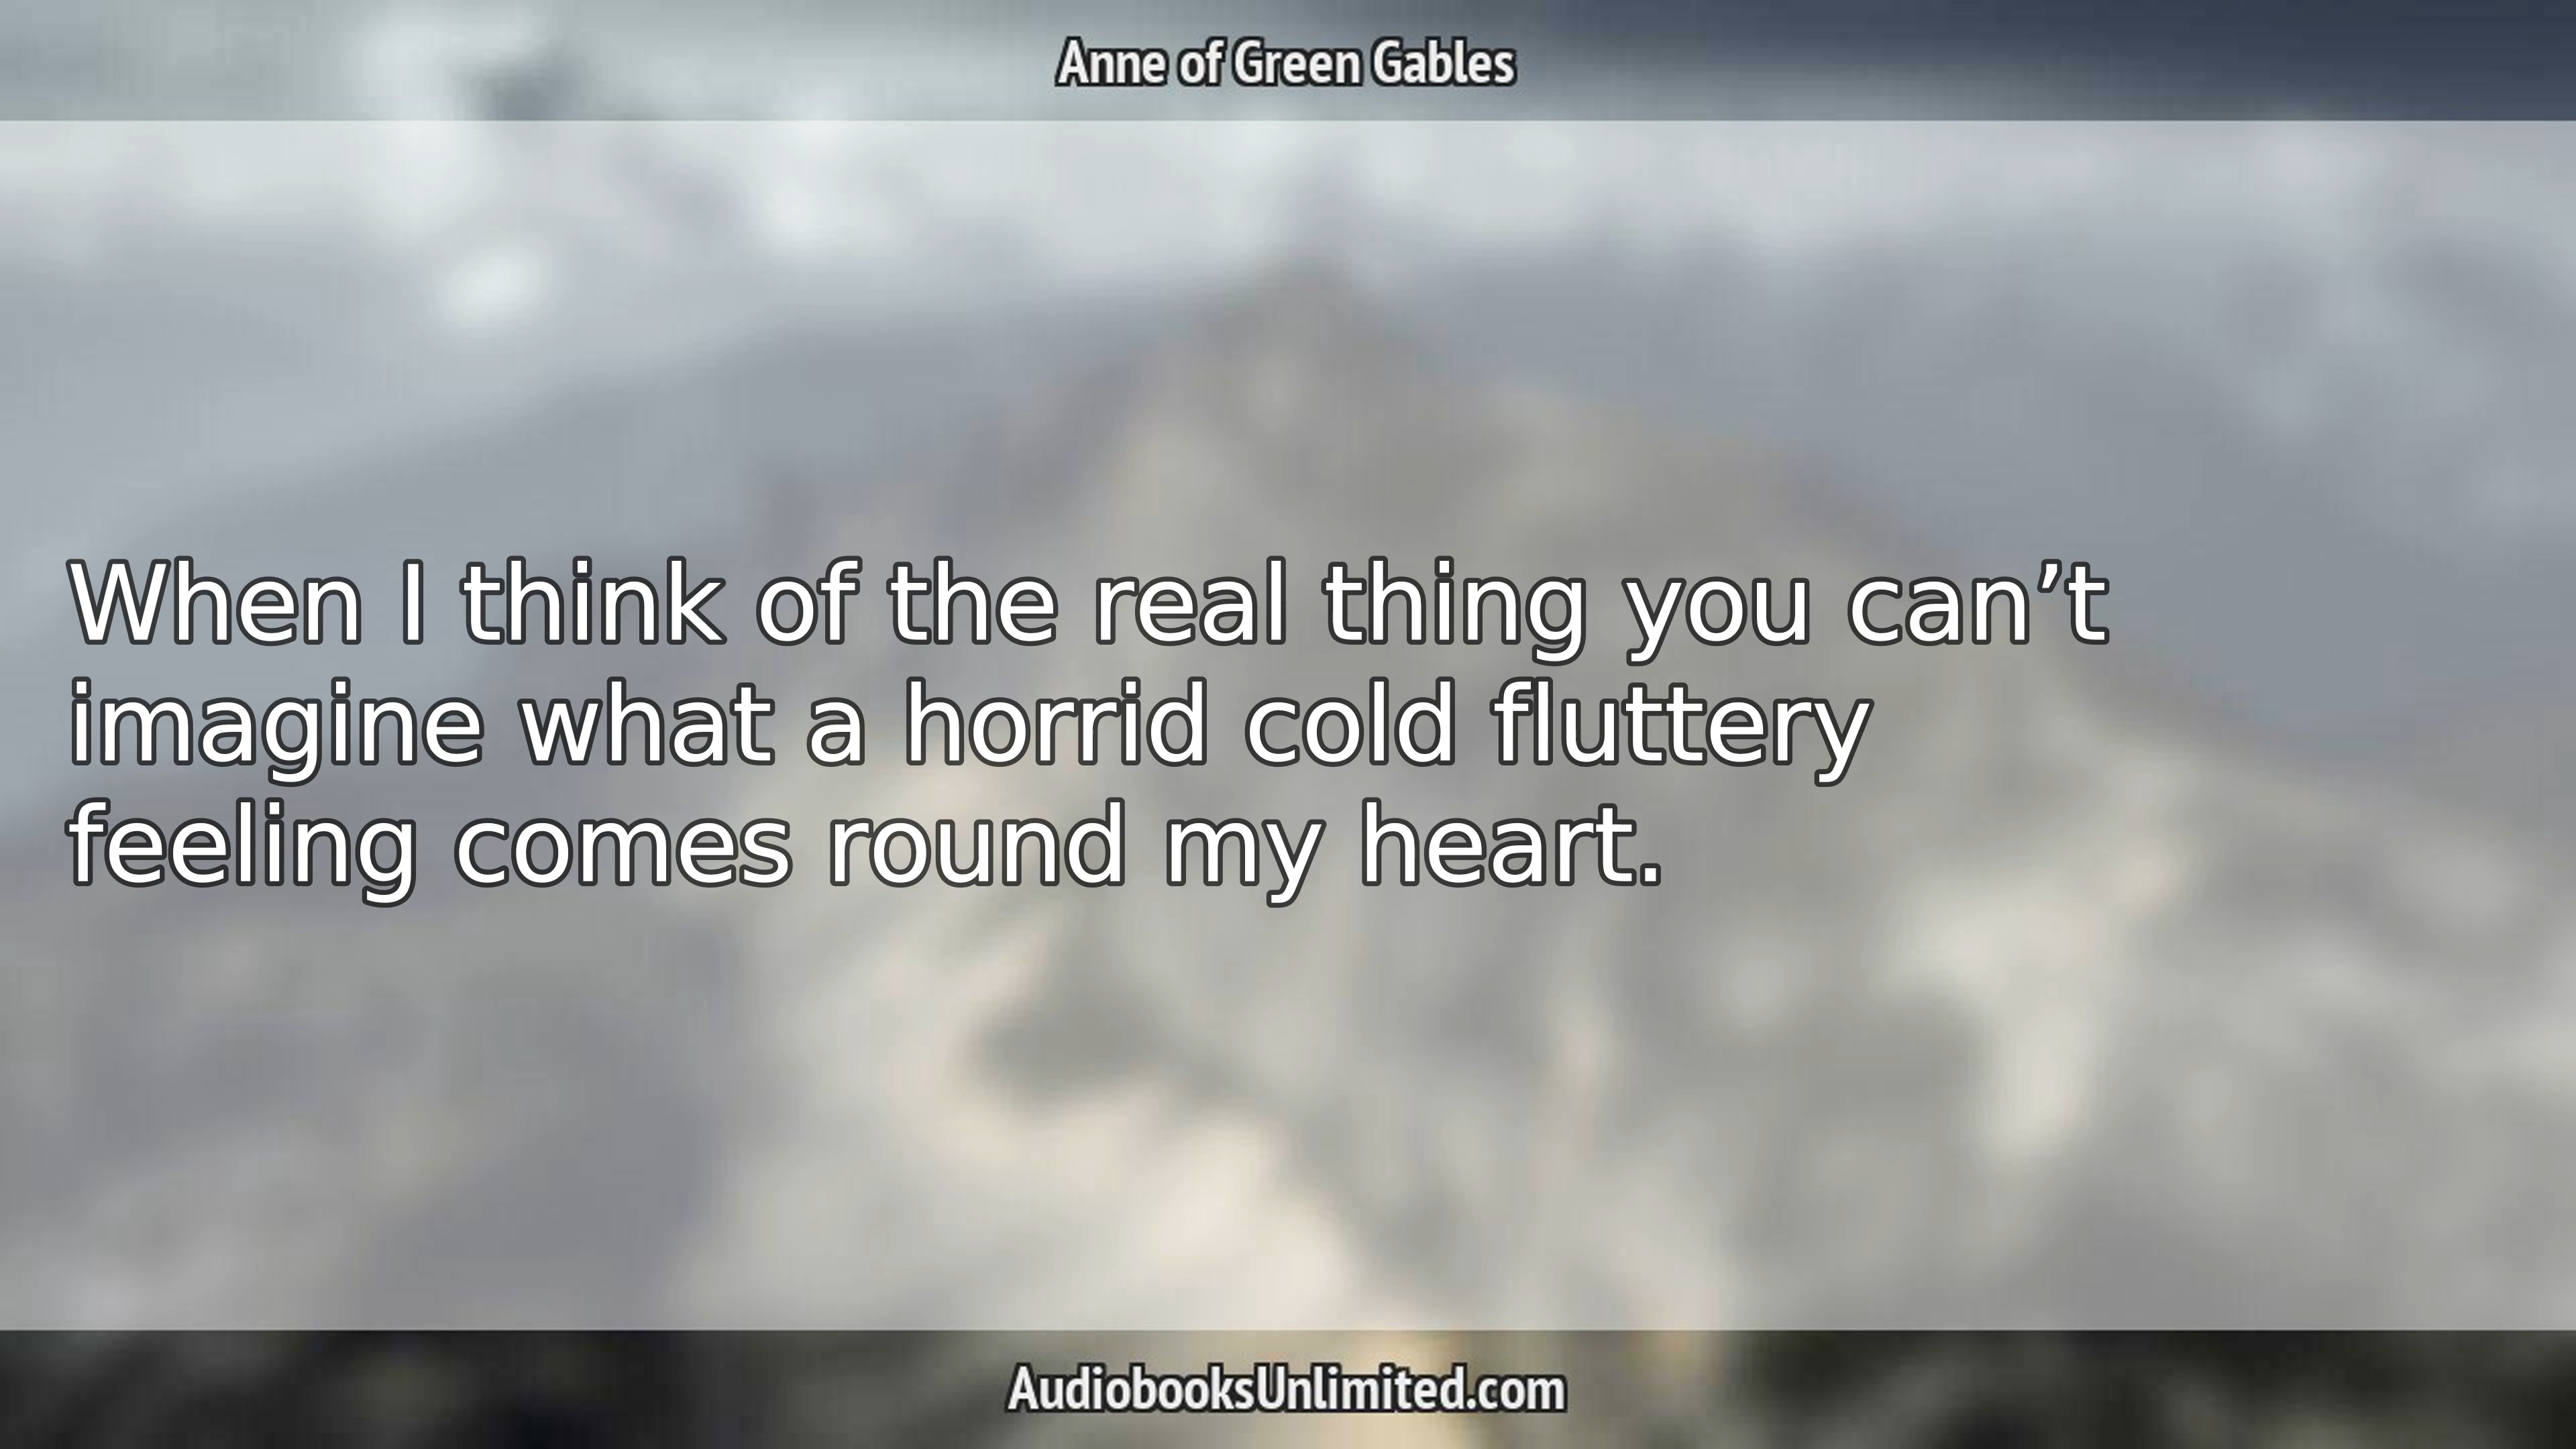 Anne of Green Gables
When I think of the real thing you can’t
imagine what a horrid cold fluttery
feeling comes round my heart.
AudiobooksUnlimited.com